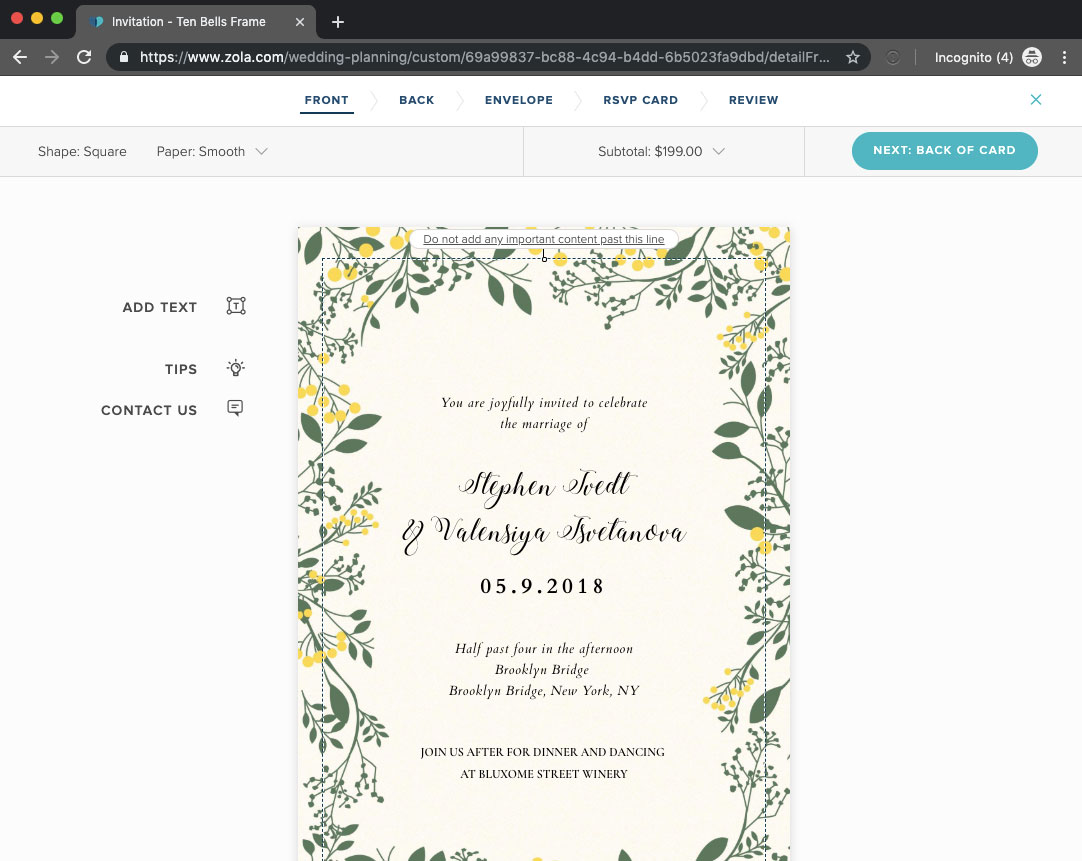 Invitation - Ten Bells Frame
https://www.zola.com/wedding-planning/custom/69a99837-bc88-4c94-b4dd-6b5023fa9dbd/detailFr...
Incognito (4)
FRONT
BACK
ENVELOPE
RSVP CARD
REVIEW
Shape: Square
Paper: Smooth
Subtotal: $199.00
NEXT: BACK OF CARD
Do not add any important content past this line
ADD TEXT
T
TIPS
CONTACT US
You are joyfully invited to celebrate
the marriage of
Stephen Tvedt
& Valensiya Tsvetanova
05.9.2018
Half past four in the afternoon
Brooklyn Bridge
Brooklyn Bridge, New York, NY
JOIN US AFTER FOR DINNER AND DANCING
AT BLUXOME STREET WINERY